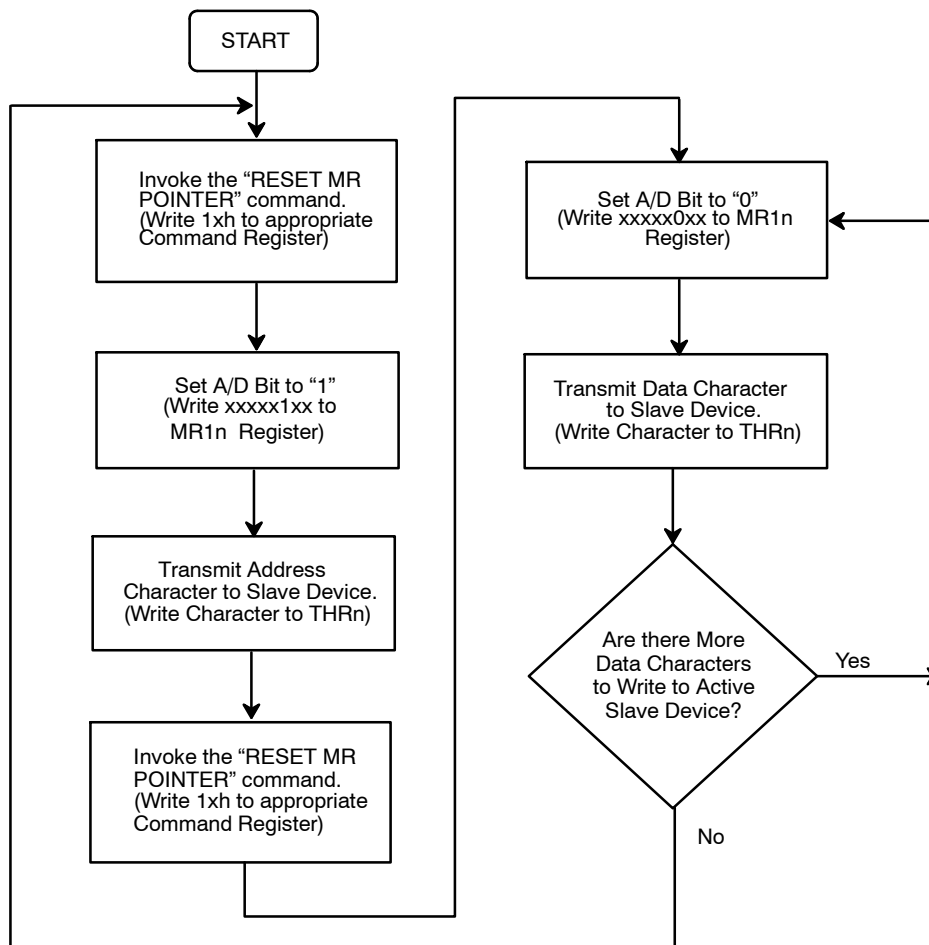 START
Invoke the “RESET MR
POINTER” command.
(Write 1xh to appropriate
Command Register)
Set A/D Bit to “1”
(Write xxxxx1xx to
MR1n Register)
Transmit Address
Character to Slave Device.
(Write Character to THRn)
Invoke the “RESET MR
POINTER” command.
(Write 1xh to appropriate
Command Register)
Set A/D Bit to “0”
(Write xxxxx0xx to MR1n
Register)
Transmit Data Character
to Slave Device.
(Write Character to THRn)
Are there More
Data Characters
to Write to Active
Slave Device?
Yes
No